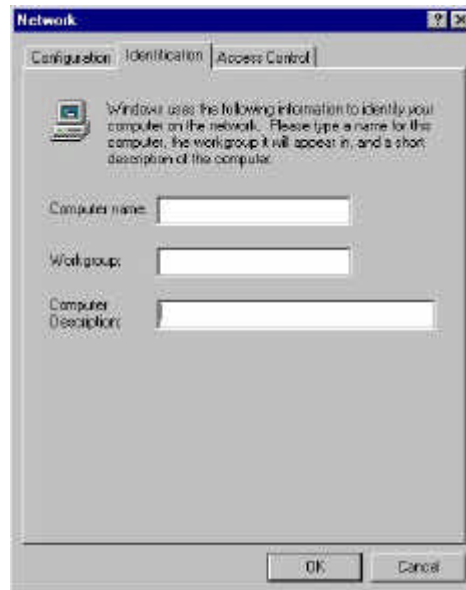 Network
Configuration Identification Access Control
Windows uses the following information to identify your
computer on the network. Please type a name for this
computer, the workgroup it will appear in, and a short
description of the computer.
Computer name:
Workgroup:
Computer
Description:
OK Cancel